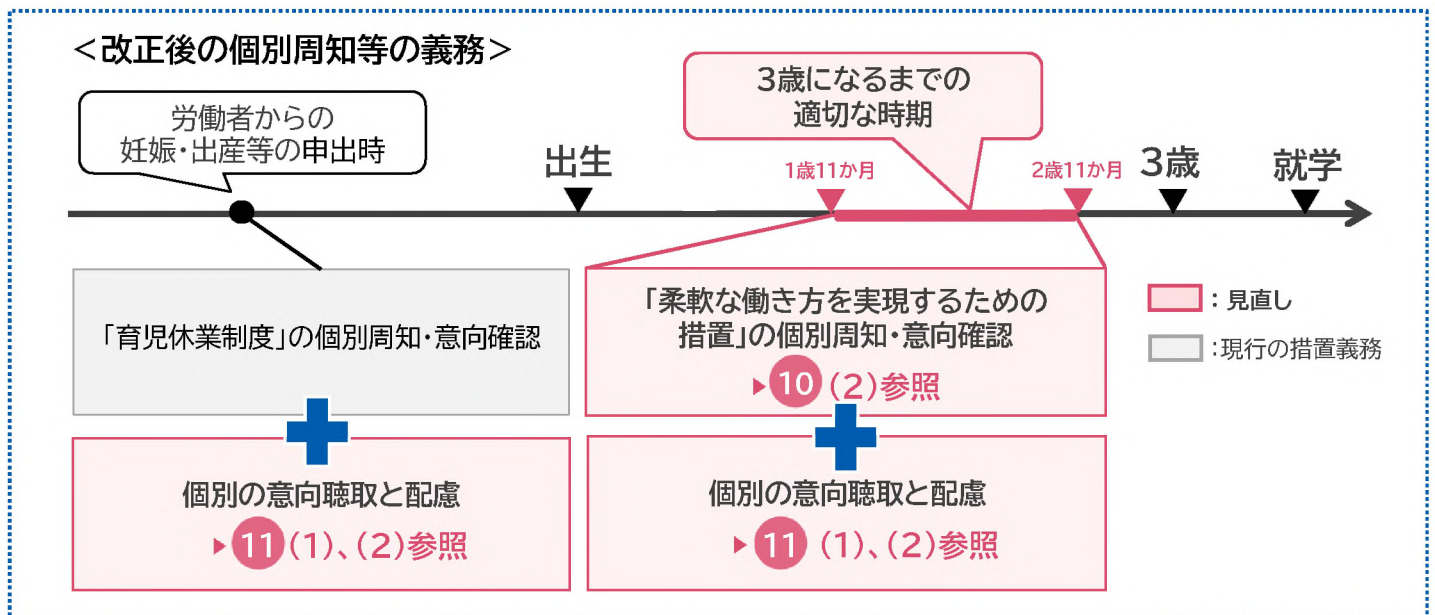 <改正後の個別周知等の義務>
労働者からの
妊娠・出産等の申出時
3歳になるまでの
適切な時期
出生
1歳11か月
2歳11か月
3歳
就学
「育児休業制度」の個別周知・意向確認
「柔軟な働き方を実現するための
措置」の個別周知・意向確認
▶10(2)参照
:見直し
:現行の措置義務
個別の意向聴取と配慮
▶11(1)、(2)参照
個別の意向聴取と配慮
▶11(1)、(2)参照